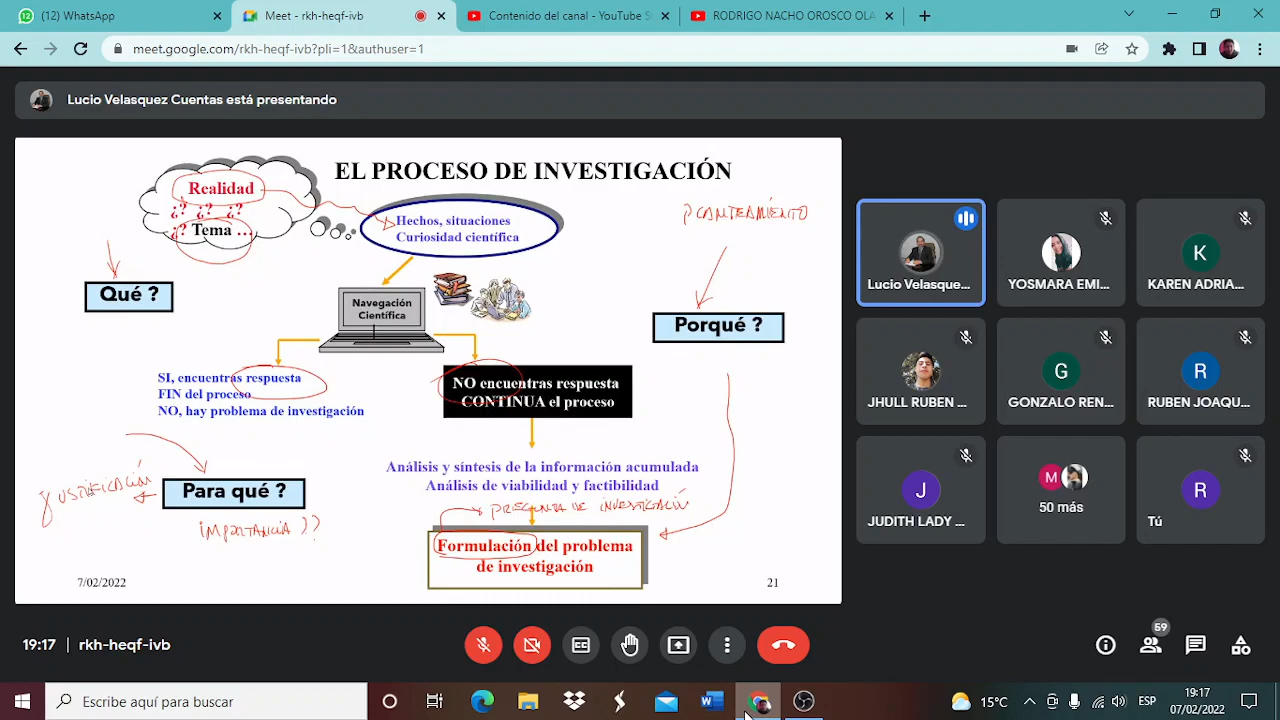 (12) WhatsApp
Meet - rkh-heqf-ivb
Contenido del canal - YouTube S
RODRIGO NACHO OROSCO OLA
meet.google.com/rkh-heqf-ivb?pli=1&authuser=1
Lucio Velasquez Cuentas está presentando
EL PROCESO DE INVESTIGACIÓN
Realidad
¿? ¿? ¿?
¿? Tema ...
Hechos, situaciones
Curiosidad científica
PLANTEAMIENTO
Qué ?
Navegación
Científica
Porqué ?
SI, encuentras respuesta
FIN del proceso
NO, hay problema de investigación
NO encuentras respuesta
CONTINUA el proceso
Análisis y síntesis de la información acumulada
Análisis de viabilidad y factibilidad
JUSTIFICACIÓN
Para qué ?
IMPORTANCIA ??
PREGUNTA DE INVESTIGACIÓN
Formulación del problema
de investigación
7/02/2022
21
Lucio Velasque...
YOSMARA EMI...
K
KAREN ADRIA...
JHULL RUBEN ...
G
GONZALO REN...
R
RUBEN JOAQU...
J
JUDITH LADY ...
M
50 más
R
Tú
19:17 | rkh-heqf-ivb
59
Escribe aquí para buscar
W
15°C
ESP
19:17
07/02/2022